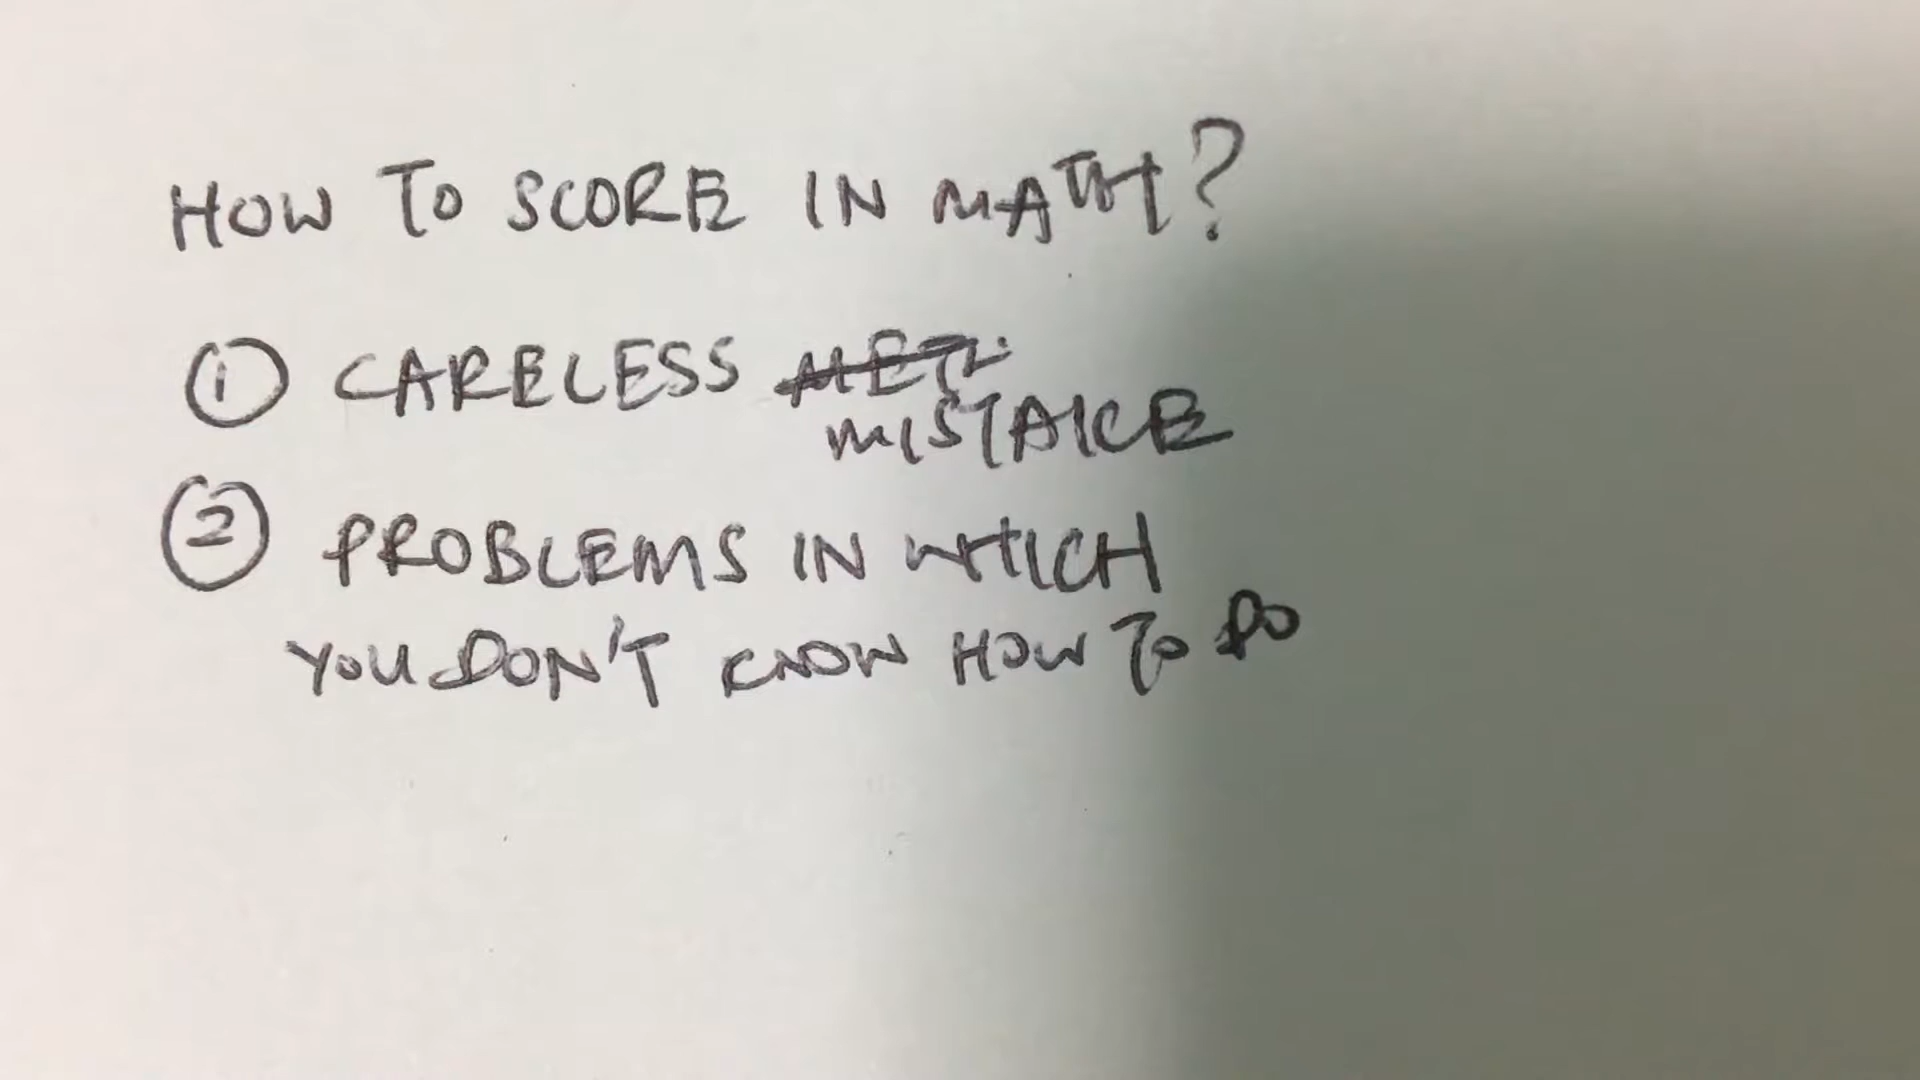 HOW TO SCORE IN MATH?
① CARELESS
MISTAKE
② PROBLEMS IN WHICH
YOU DON'T KNOW HOW TO DO